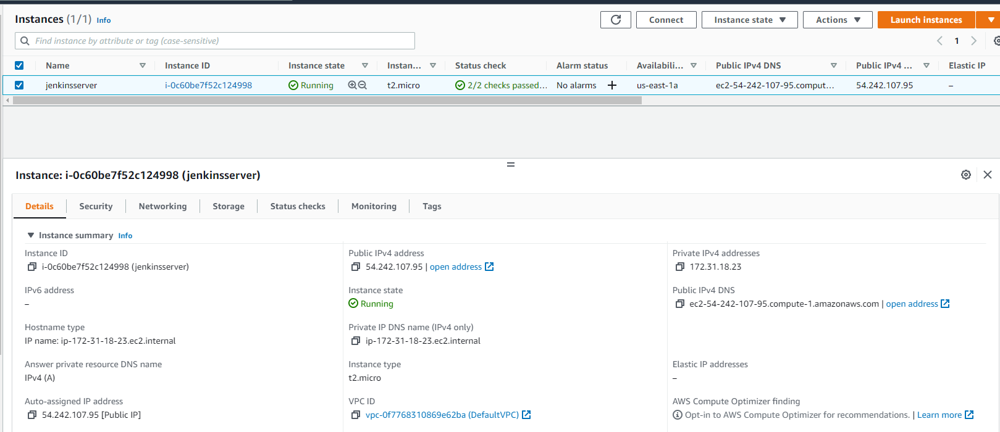 Instances (1/1) Info
Connect
Instance state
Actions
Launch instances
Find instance by attribute or tag (case-sensitive)
1
Name Instance ID Instance state Instan... Status check Alarm status Availabili... Public IPv4 DNS Public IPv4 ... Elastic IP
jenkinsserver i-0c60be7f52c124998 Running t2.micro 2/2 checks passed... No alarms + us-east-1a ec2-54-242-107-95.comput... 54.242.107.95 –
Instance: i-0c60be7f52c124998 (jenkinsserver)
Details Security Networking Storage Status checks Monitoring Tags
Instance summary Info
Instance ID
i-0c60be7f52c124998 (jenkinsserver)
Public IPv4 address
54.242.107.95 | open address
Private IPv4 addresses
172.31.18.23
IPv6 address
–
Instance state
Running
Public IPv4 DNS
ec2-54-242-107-95.compute-1.amazonaws.com | open address
Hostname type
IP name: ip-172-31-18-23.ec2.internal
Private IP DNS name (IPv4 only)
ip-172-31-18-23.ec2.internal
Answer private resource DNS name
IPv4 (A)
Instance type
t2.micro
Elastic IP addresses
–
Auto-assigned IP address
54.242.107.95 [Public IP]
VPC ID
vpc-0f7768310869e62ba (DefaultVPC)
AWS Compute Optimizer finding
Opt-in to AWS Compute Optimizer for recommendations. | Learn more